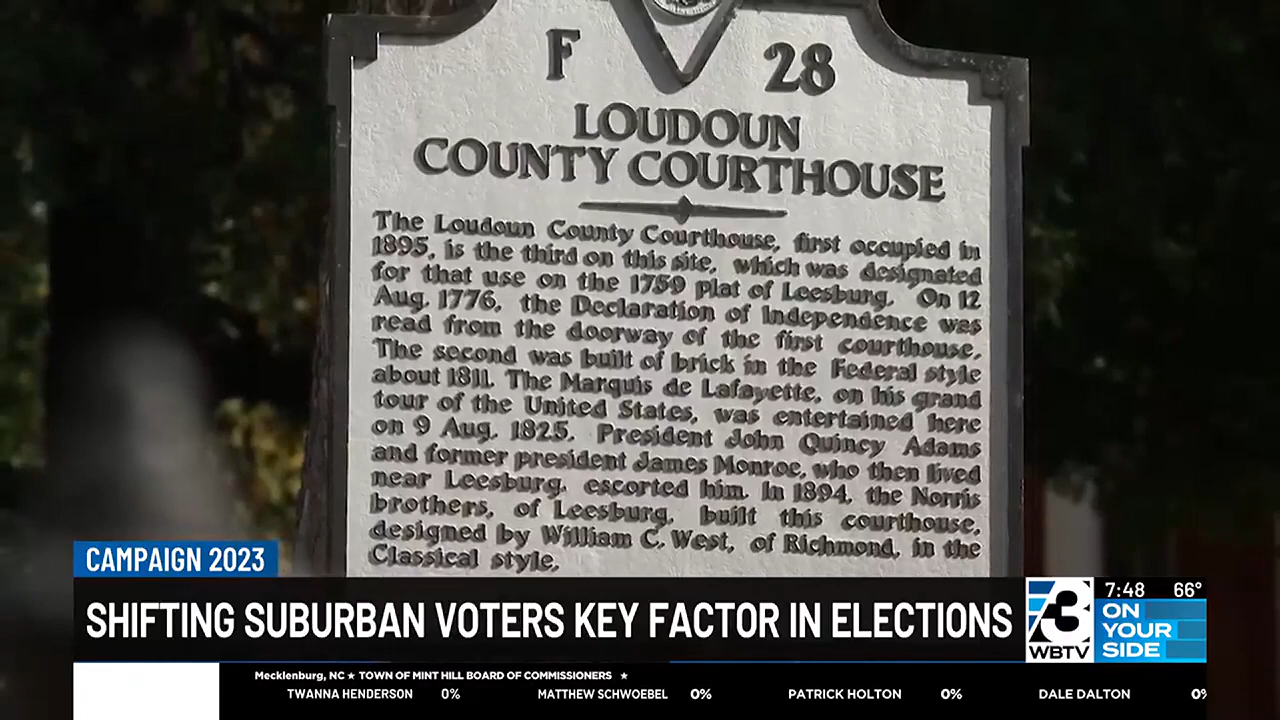 F 28
LOUDOUN
COUNTY COURTHOUSE
The Loudoun County Courthouse, first occupied in
1895, is the third on this site, which was designated
for that use on the 1759 plat of Leesburg. On 12
Aug. 1776, the Declaration of Independence was
read from the doorway of the first courthouse.
The second was built of brick in the Federal style
about 1811. The Marquis de Lafayette, on his grand
tour of the United States, was entertained here
on 9 Aug. 1825. President John Quincy Adams
and former president James Monroe, who then lived
near Leesburg, escorted him. In 1894, the Norris
brothers, of Leesburg, built this courthouse,
designed by William C. West, of Richmond, in the
Classical style.
CAMPAIGN 2023
SHIFTING SUBURBAN VOTERS KEY FACTOR IN ELECTIONS
3
WBTV
7:48 66°
ON
YOUR
SIDE
Mecklenburg, NC ★ TOWN OF MINT HILL BOARD OF COMMISSIONERS ★
TWANNA HENDERSON 0% MATTHEW SCHWOEBEL 0% PATRICK HOLTON 0% DALE DALTON 0%